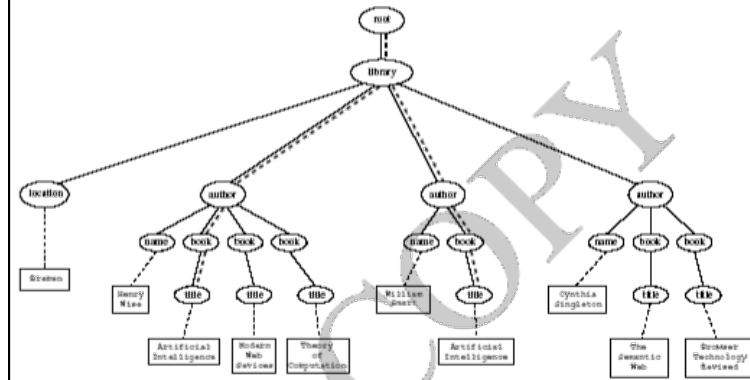 root
library
location
author
author
author
name
book
book
book
name
book
name
book
book
Bremen
Henry
Wise
title
title
title
William
Smart
title
Cynthia
Singleton
title
title
Artificial
Intelligence
Modern
Web
Sevices
Theory
of
Computation
Artificial
Intelligence
The
Semantic
Web
Browser
Technology
Revised
COPY